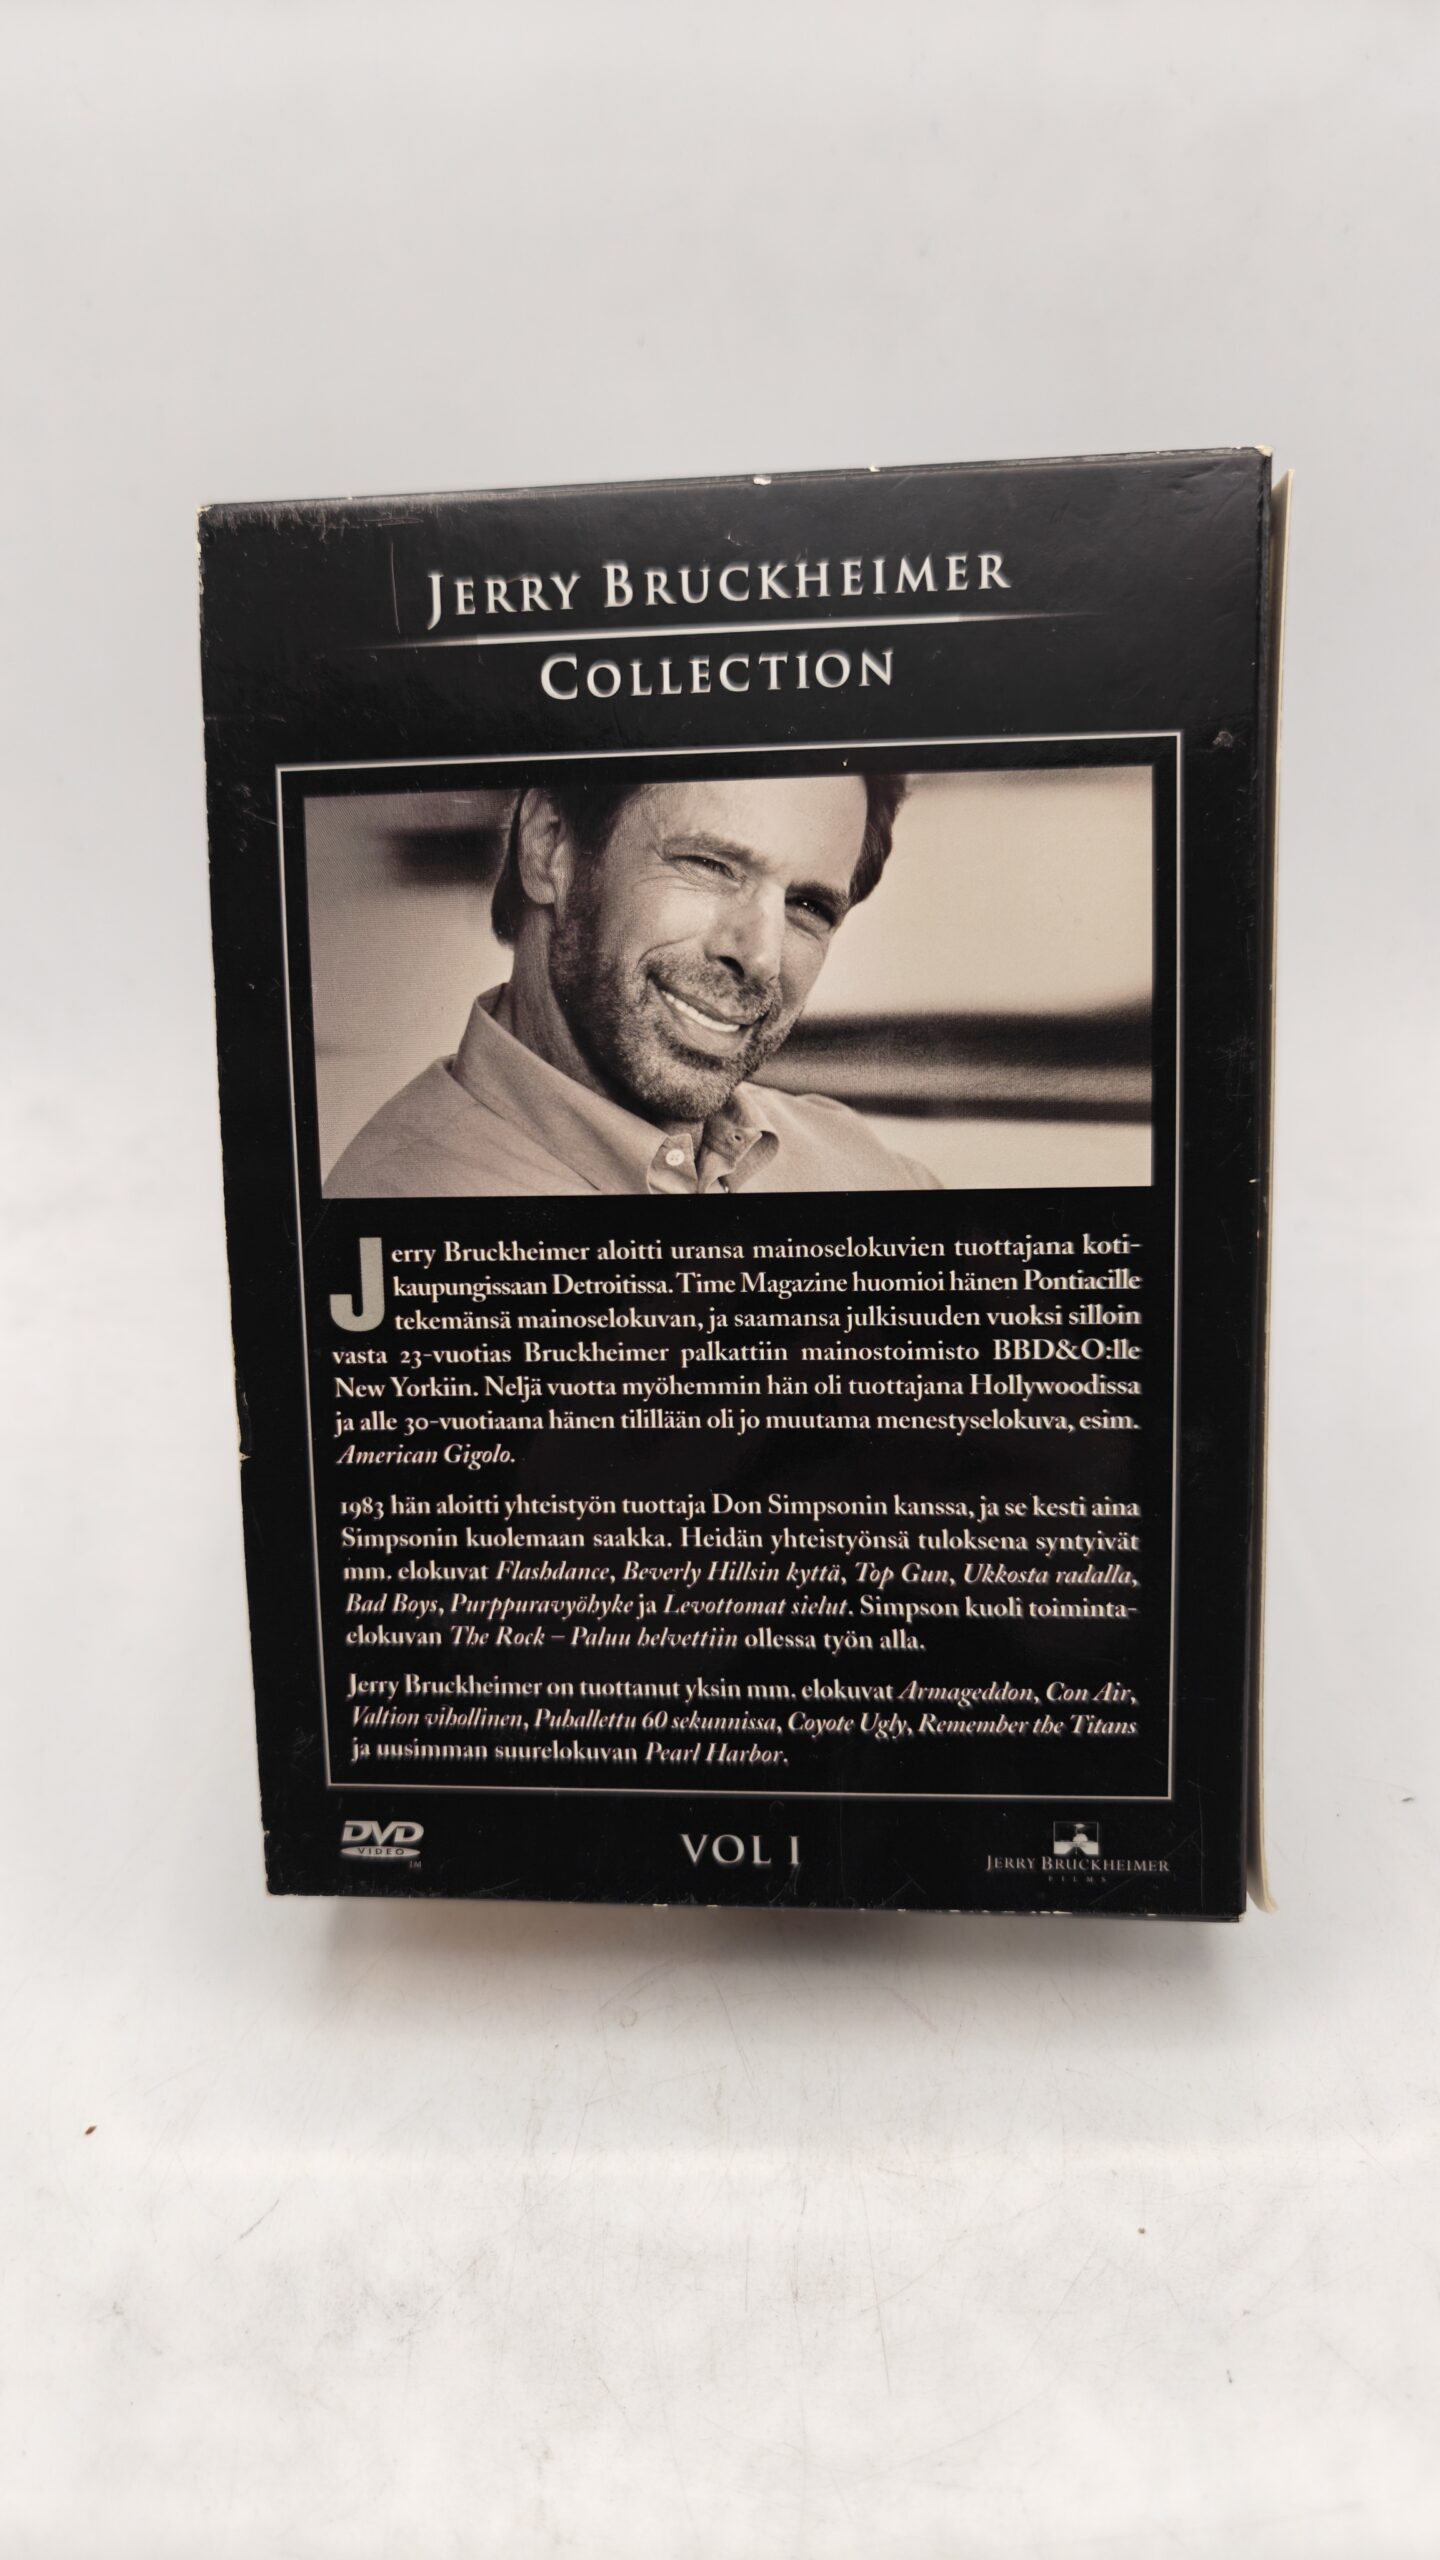 JERRY BRUCKHEIMER
COLLECTION
Jerry Bruckheimer aloitti uransa mainoselokuvien tuottajana koti-
kaupungissaan Detroitissa. Time Magazine huomioi hänen Pontiacille
tekemänsä mainoselokuvan, ja saamansa julkisuuden vuoksi silloin
vasta 23-vuotias Bruckheimer palkattiin mainostoimisto BBD&O:lle
New Yorkiin. Neljä vuotta myöhemmin hän oli tuottajana Hollywoodissa
ja alle 30-vuotiaana hänen tilillään oli jo muutama menestyselokuva, esim.
American Gigolo.
1983 hän aloitti yhteistyön tuottaja Don Simpsonin kanssa, ja se kesti aina
Simpsonin kuolemaan saakka. Heidän yhteistyönsä tuloksena syntyivät
mm. elokuvat Flashdance, Beverly Hillsin kyttä, Top Gun, Ukkosta radalla,
Bad Boys, Purppuravyöhyke ja Levottomat sielut. Simpson kuoli toiminta-
elokuvan The Rock – Paluu helvettiin ollessa työn alla.
Jerry Bruckheimer on tuottanut yksin mm. elokuvat Armageddon, Con Air,
Valtion vihollinen, Puhallettu 60 sekunnissa, Coyote Ugly, Remember the Titans
ja uusimman suurelokuvan Pearl Harbor.
DVD
VIDEO
TM
VOL I
JERRY BRUCKHEIMER
FILMS